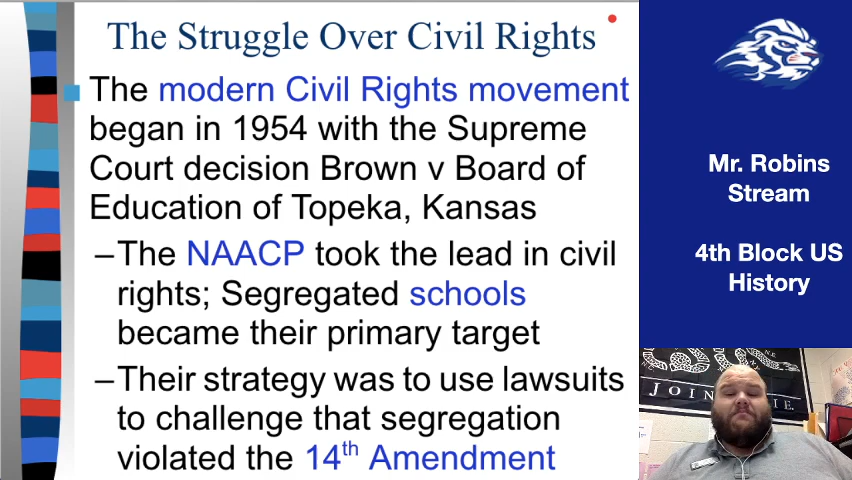 The Struggle Over Civil Rights
The modern Civil Rights movement
began in 1954 with the Supreme
Court decision Brown v Board of
Education of Topeka, Kansas
–The NAACP took the lead in civil
rights; Segregated schools
became their primary target
–Their strategy was to use lawsuits
to challenge that segregation
violated the 14th Amendment
Mr. Robins
Stream
4th Block US
History
JOIN
IE.